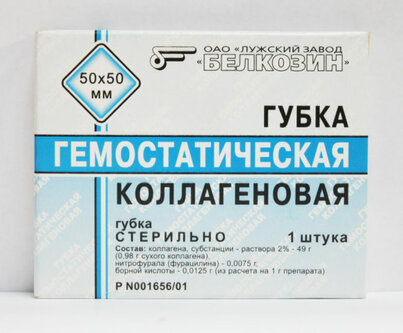 ОАО «ЛУЖСКИЙ ЗАВОД
«БЕЛКОЗИН»
50x50
мм
ГУБКА
ГЕМОСТАТИЧЕСКАЯ
КОЛЛАГЕНОВАЯ
губка
СТЕРИЛЬНО 1 штука
Состав: коллагена, субстанции - раствора 2% - 49 г
(0,98 г сухого коллагена),
нитрофурала (фурацилина) - 0,0075 г,
борной кислоты - 0,0125 г (из расчета на 1 г препарата)
Р N001656/01